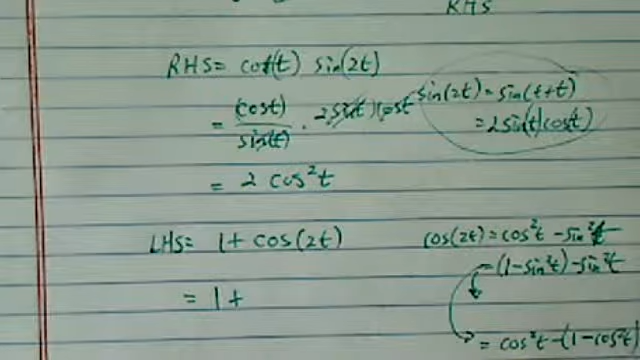 RHS
RHS = cot(t) sin(2t)
= (cost)/sin(t) · 2sin(t)cost
sin(2t) = sin(t+t)
= 2sin(t)cos(t)
= 2 cos²t
LHS = 1 + cos(2t)
= 1 +
cos(2t) = cos²t - sin²t
= (1-sin²t) - sin²t
= cos²t - (1-cos²t)